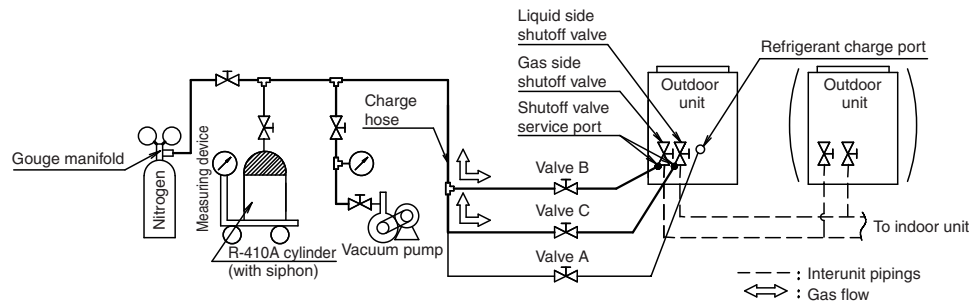 Liquid side
shutoff valve
Refrigerant charge port
Gas side
shutoff valve
Outdoor
unit
Outdoor
unit
Charge
hose
Shutoff valve
service port
Gouge manifold
Nitrogen
Measuring device
Valve B
Valve C
Valve A
R-410A cylinder
(with siphon)
Vacuum pump
To indoor unit
: Interunit pipings
: Gas flow